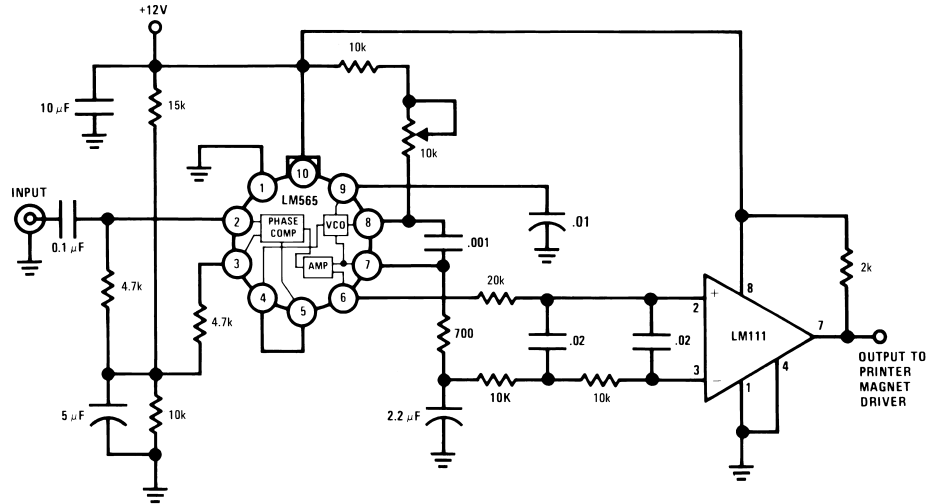 +12V
10k
10 μF
15k
10k
10
1
9
LM565
INPUT
2
PHASE
COMP
VCO
8
.01
0.1 μF
.001
3
AMP
7
2k
4.7k
4
5
6
20k
+
8
2
4.7k
700
.02
.02
LM111
7
3
−
4
OUTPUT TO
PRINTER
MAGNET
DRIVER
5 μF
10k
2.2 μF
10K
10k
1